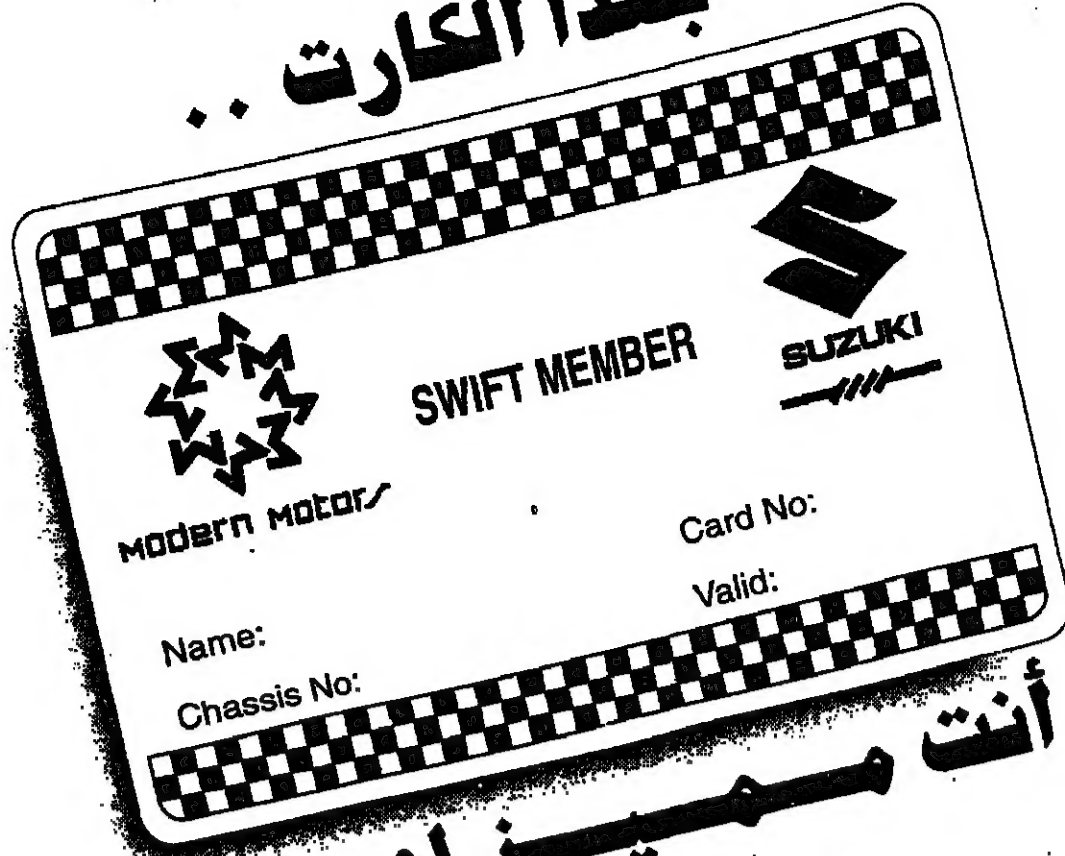 بهذا الكارت ..
SWIFT MEMBER
SUZUKI
Modern Motors
Card No:
Valid:
Name:
Chassis No:
أنت